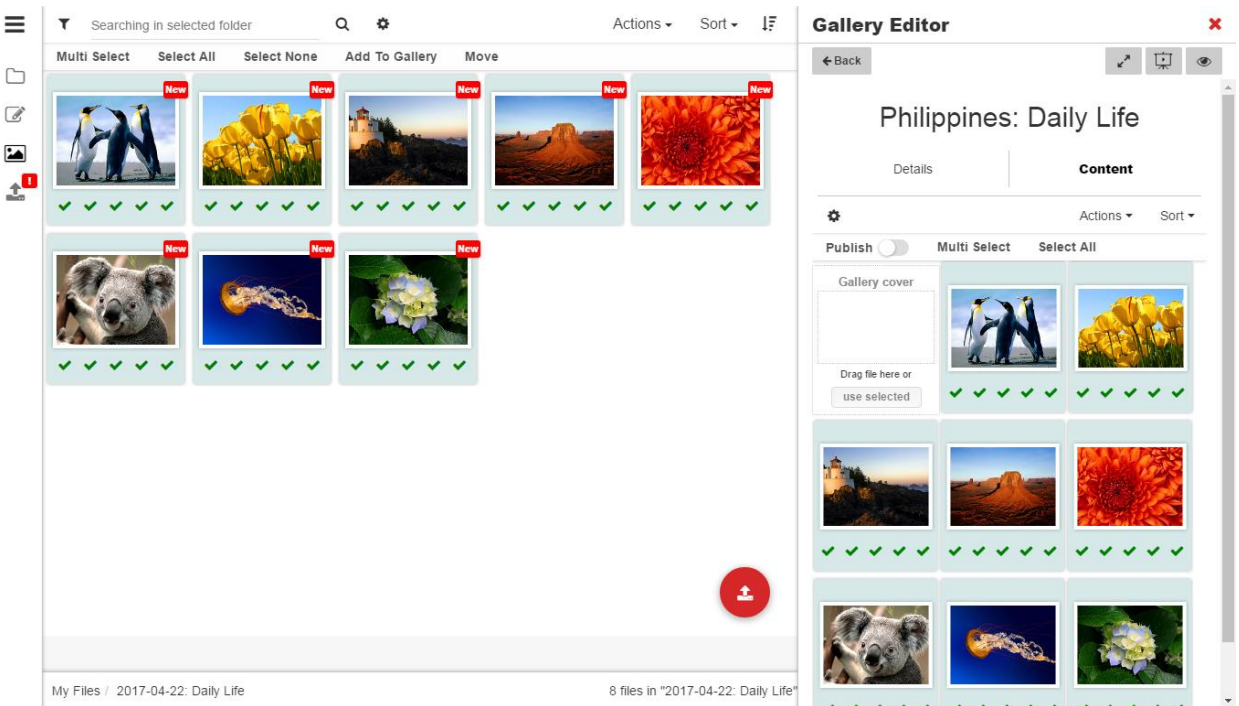 Searching in selected folder
Actions
Sort
Multi Select Select All Select None Add To Gallery Move
New New New New New
New New New
My Files / 2017-04-22: Daily Life
8 files in "2017-04-22: Daily Life"
!
Gallery Editor
Back
Philippines: Daily Life
Details Content
Actions Sort
Publish Multi Select Select All
Gallery cover
Drag file here or
use selected